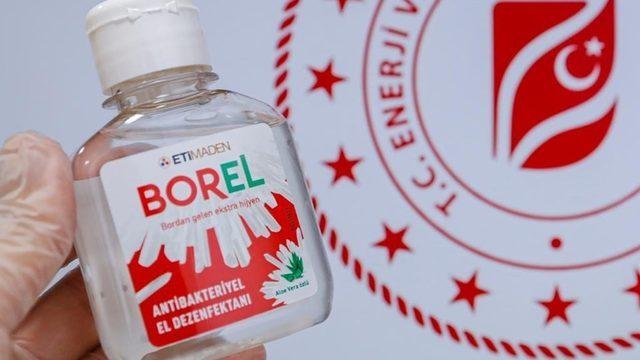 ETİMADEN
BOREL
Bordan gelen ekstra hijyen
ANTİBAKTERİYEL
EL DEZENFEKTANI
Aloe Vera özlü
T.C. ENERJİ V